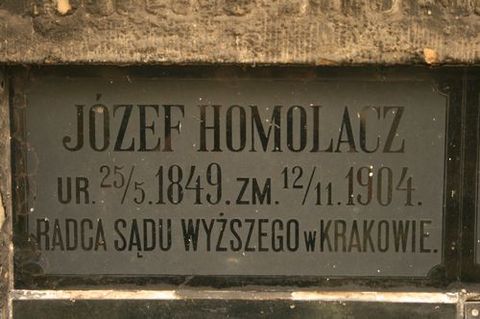 JÓZEF HOMOLACZ
UR. 25/5. 1849. ZM. 12/11. 1904.
RADCA SĄDU WYŻSZEGO w KRAKOWIE.